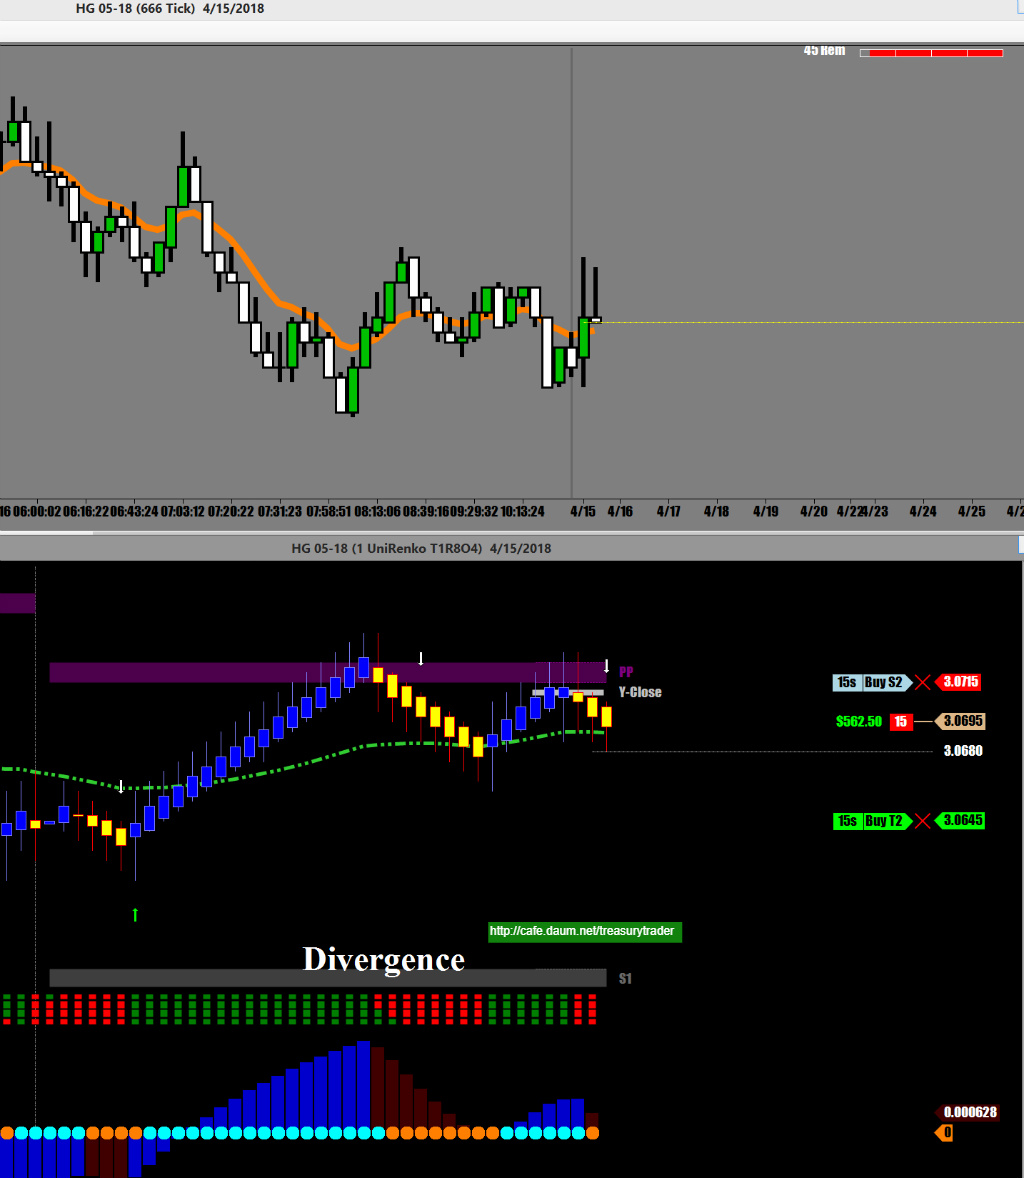 HG 05-18 (666 Tick)  4/15/2018
45 Rem
16 06:00:02 06:16:22 06:43:24 07:03:12 07:20:22 07:31:23 07:58:51 08:13:06 08:39:16 09:29:32 10:13:24 4/15 4/16 4/17 4/18 4/19 4/20 4/22 4/23 4/24 4/25 4/2
HG 05-18 (1 UniRenko T1R8O4)  4/15/2018
PP
15s Buy S2 3.0715
Y-Close
$562.50 15 3.0695
3.0680
15s Buy T2 3.0645
http://cafe.daum.net/treasurytrader
Divergence
S1
0.000628
0